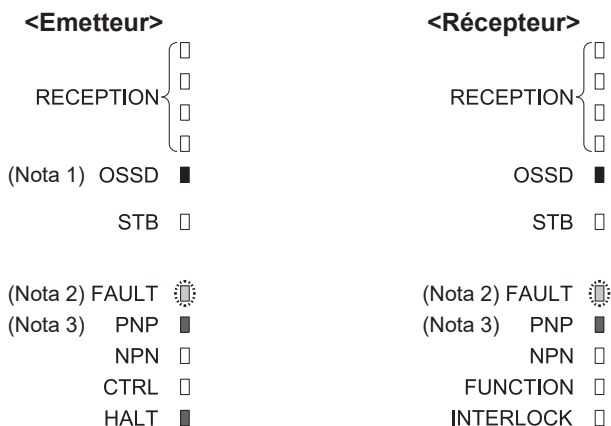 <Emetteur> <Récepteur>
RECEPTION RECEPTION
(Nota 1) OSSD OSSD
STB STB
(Nota 2) FAULT (Nota 2) FAULT
(Nota 3) PNP (Nota 3) PNP
NPN NPN
CTRL FUNCTION
HALT INTERLOCK